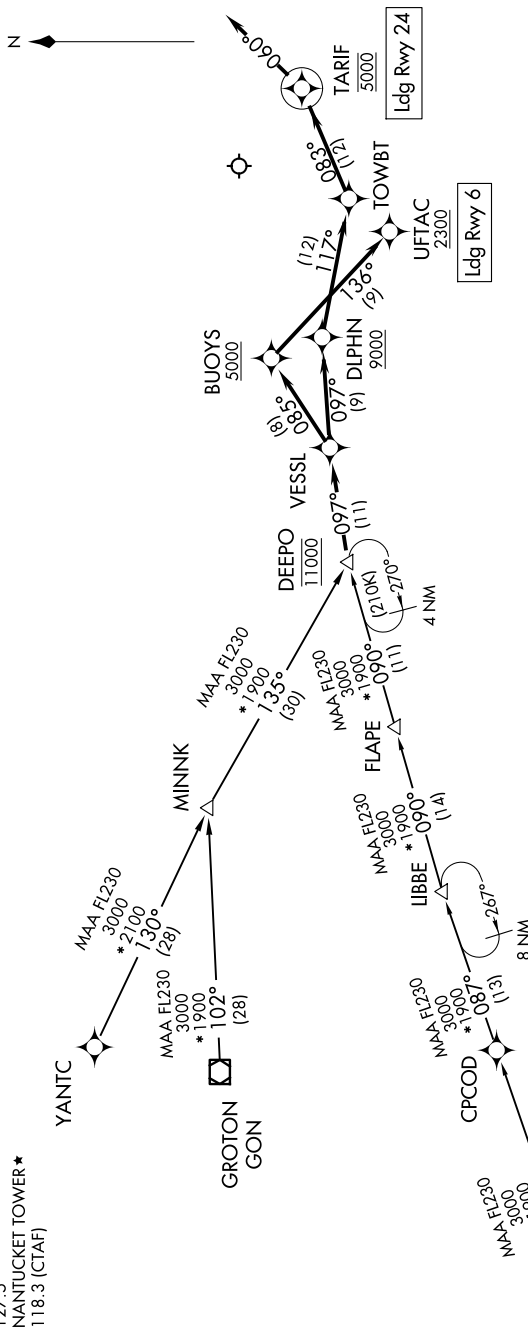 127.5
NANTUCKET TOWER★
118.3 (CTAF)
N
060°
TARIF
5000
Ldg Rwy 24
083°
(12)
TOWBT
UFTAC
2300
Ldg Rwy 6
(12)
117°
136°
(9)
BUOYS
5000
DLPHN
9000
(8)
085°
097°
(9)
VESSL
097°
(11)
DEEPO
11000
(210K)
270°
4 NM
MAA FL230
3000
*1900
135°
(30)
MAA FL230
3000
*1900
090°
(11)
MINNK
FLAPE
MAA FL230
3000
*2100
130°
(28)
MAA FL230
3000
*1900
090°
(14)
YANTC
MAA FL230
3000
*1900
102°
(28)
GROTON
GON
LIBBE
267°
8 NM
MAA FL230
3000
*1900
087°
(13)
CPCOD
MAA FL230
3000